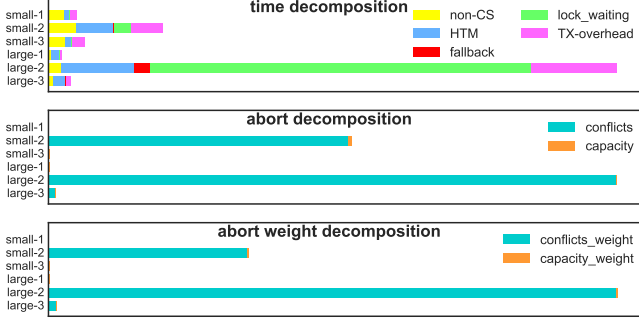 time decomposition
small-1
small-2
small-3
large-1
large-2
large-3
non-CS
HTM
fallback
lock_waiting
TX-overhead
abort decomposition
small-1
small-2
small-3
large-1
large-2
large-3
conflicts
capacity
abort weight decomposition
small-1
small-2
small-3
large-1
large-2
large-3
conflicts_weight
capacity_weight